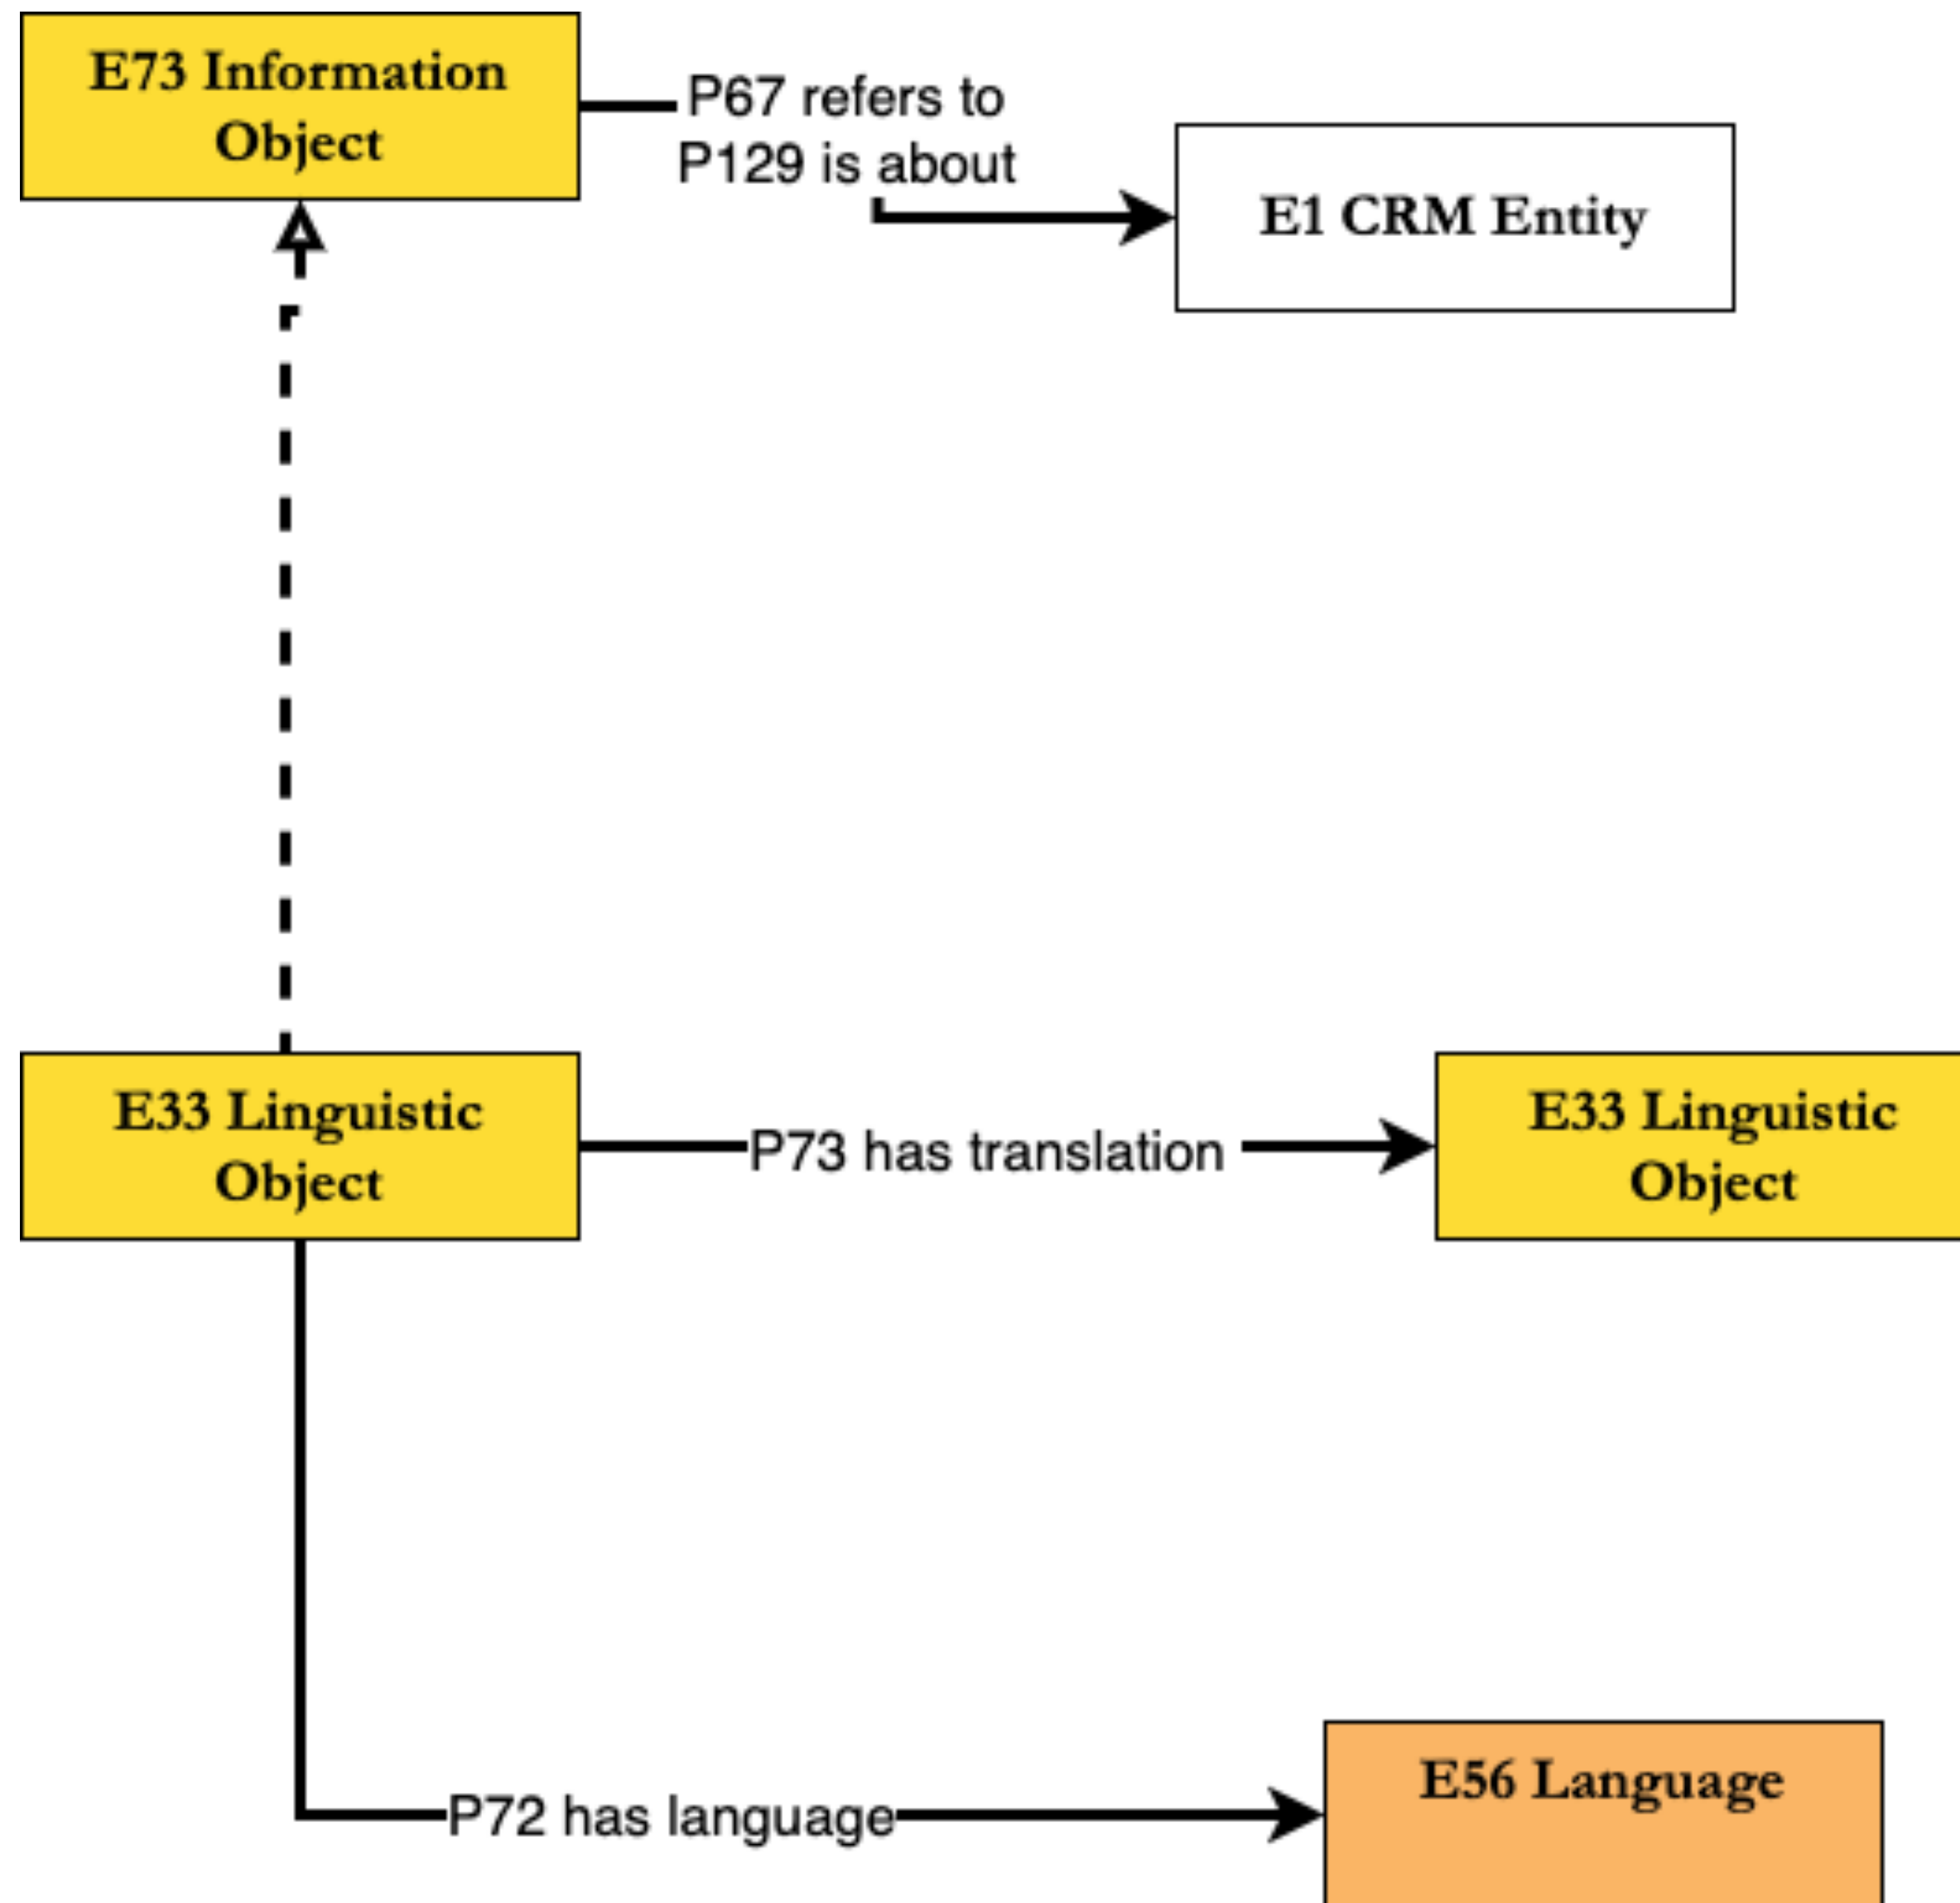 E73 Information
Object
P67 refers to
P129 is about
E1 CRM Entity
E33 Linguistic
Object
P73 has translation
E33 Linguistic
Object
P72 has language
E56 Language